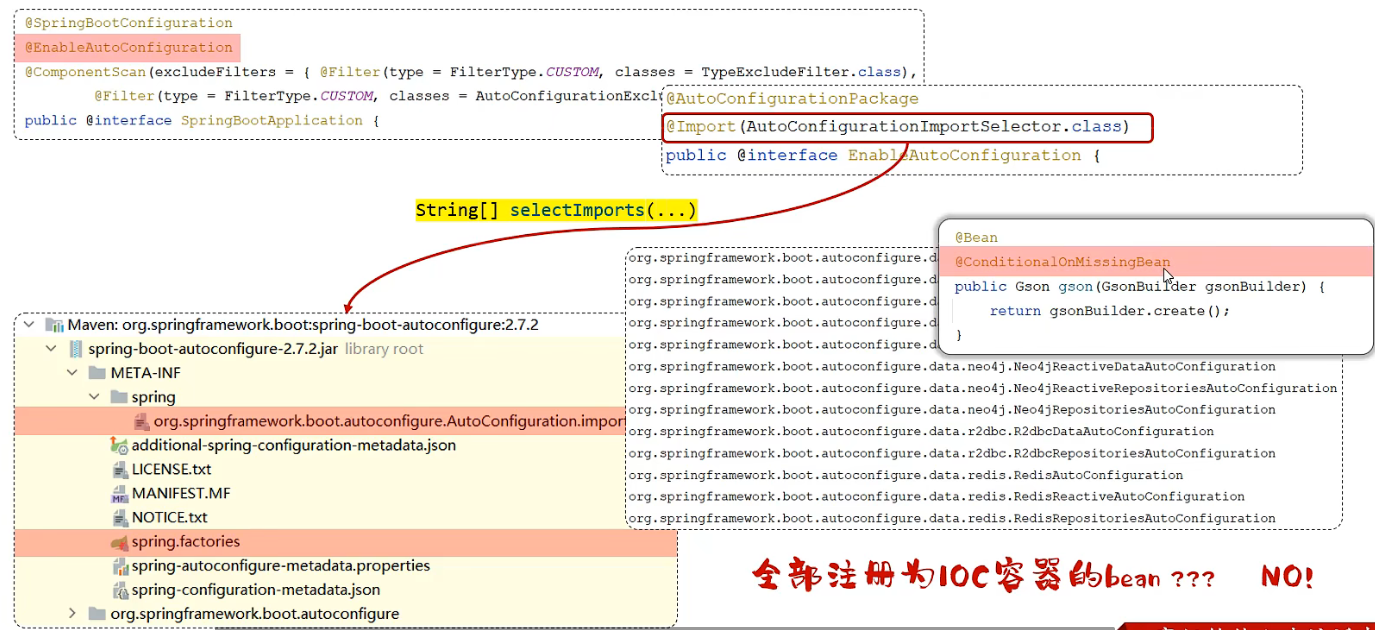 @SpringBootConfiguration
@EnableAutoConfiguration
@ComponentScan(excludeFilters = { @Filter(type = FilterType.CUSTOM, classes = TypeExcludeFilter.class),
@Filter(type = FilterType.CUSTOM, classes = AutoConfigurationExclu
public @interface SpringBootApplication {
@AutoConfigurationPackage
@Import(AutoConfigurationImportSelector.class)
public @interface EnableAutoConfiguration {
String[] selectImports(...)
@Bean
@ConditionalOnMissingBean
public Gson gson(GsonBuilder gsonBuilder) {
return gsonBuilder.create();
}
Maven: org.springframework.boot:spring-boot-autoconfigure:2.7.2
spring-boot-autoconfigure-2.7.2.jar library root
META-INF
spring
org.springframework.boot.autoconfigure.AutoConfiguration.import
additional-spring-configuration-metadata.json
LICENSE.txt
MANIFEST.MF
NOTICE.txt
spring.factories
spring-autoconfigure-metadata.properties
spring-configuration-metadata.json
org.springframework.boot.autoconfigure
org.springframework.boot.autoconfigure.d
org.springframework.boot.autoconfigure.d
org.springframework.boot.autoconfigure.d
org.springframework.boot.autoconfigure.d
org.springframework.boot.autoconfigure.d
org.springframework.boot.autoconfigure.data.neo4j.Neo4jReactiveDataAutoConfiguration
org.springframework.boot.autoconfigure.data.neo4j.Neo4jReactiveRepositoriesAutoConfiguration
org.springframework.boot.autoconfigure.data.neo4j.Neo4jRepositoriesAutoConfiguration
org.springframework.boot.autoconfigure.data.r2dbc.R2dbcDataAutoConfiguration
org.springframework.boot.autoconfigure.data.r2dbc.R2dbcRepositoriesAutoConfiguration
org.springframework.boot.autoconfigure.data.redis.RedisAutoConfiguration
org.springframework.boot.autoconfigure.data.redis.RedisReactiveAutoConfiguration
org.springframework.boot.autoconfigure.data.redis.RedisRepositoriesAutoConfiguration
全部注册为IOC容器的bean ??? NO!